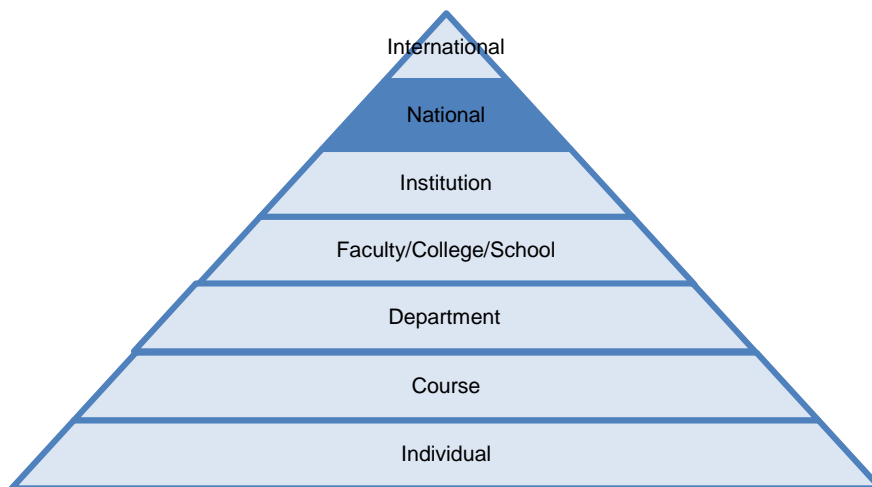 International
National
Institution
Faculty/College/School
Department
Course
Individual